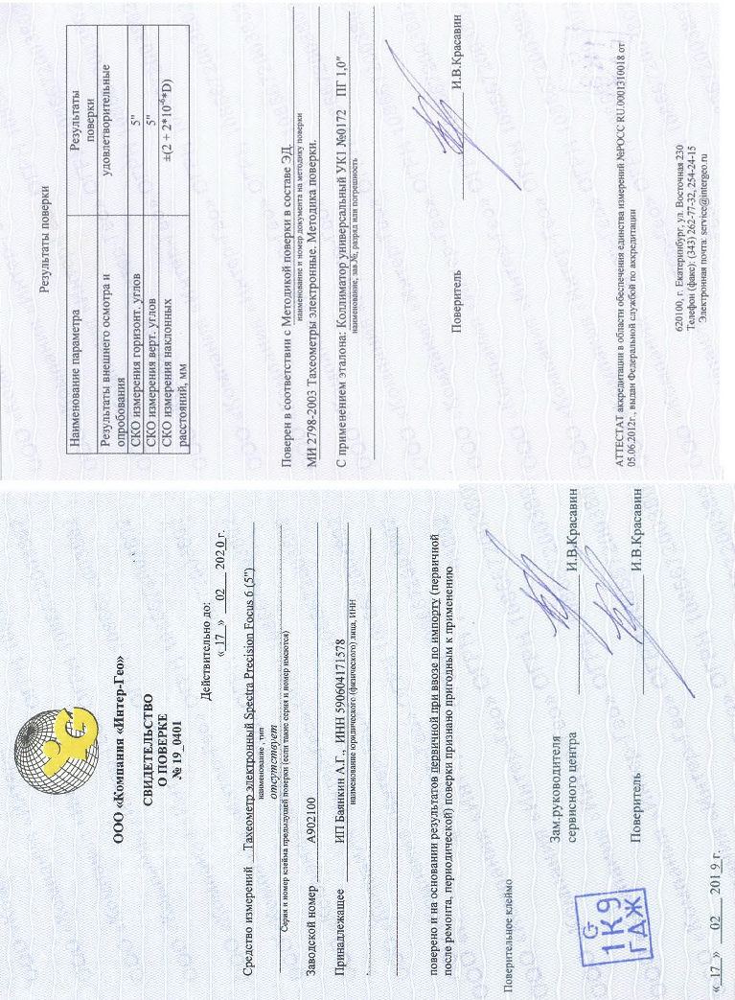 ООО «Компания «Интер-Гео»
СВИДЕТЕЛЬСТВО
О ПОВЕРКЕ
№ 19_0401
Действительно до:
«_17_» __02__ 2020 г.
Средство измерений Тахеометр электронный Spectra Precision Focus 6 (5")
наименование , тип
отсутствует
Серия и номер клейма предыдущей поверки (если такие серия и номер имеются)
Заводской номер А902100
Принадлежащее ИП Баянкин А.Г., ИНН 590604171578
наименование юридического (физического) лица, ИНН
поверено и на основании результатов первичной при ввозе по импорту (первичной
после ремонта, периодической) поверки признано пригодным к применению
Поверительное клеймо
1К9
ГДЖ
Зам.руководителя
сервисного центра И.В.Красавин
Поверитель И.В.Красавин
«_17_» __02__ 2019 г.
Результаты поверки
Наименование параметра Результаты поверки
Результаты внешнего осмотра и удовлетворительные
опробования
СКО измерения горизонт. углов 5"
СКО измерения верт. углов 5"
СКО измерения наклонных ±(2 + 2*10-6*D)
расстояний, мм
Поверен в соответствии с Методикой поверки в составе ЭД.
наименование и номер документа на методику поверки
МИ 2798-2003 Тахеометры электронные. Методика поверки.
С применением эталона: Коллиматор универсальный УК1 №0172 ПГ 1,0"
наименование, зав.№, разряд или погрешность
Поверитель И.В.Красавин
АТТЕСТАТ аккредитации в области обеспечения единства измерений №РОСС RU.0001310018 от
05.06.2012г., выдан Федеральной службой по аккредитации
620100, г. Екатеринбург, ул. Восточная 230
Телефон (факс): (343) 262-77-32, 254-24-15
Электронная почта: service@intergeo.ru